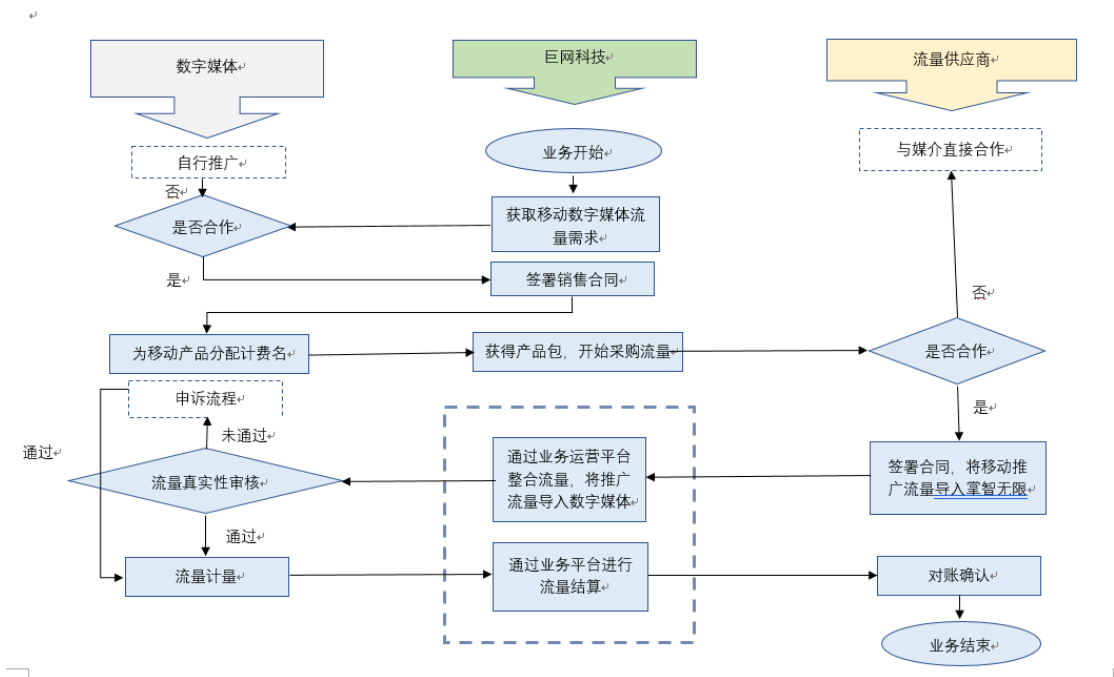 数字媒体
巨网科技
流量供应商
自行推广
业务开始
与媒介直接合作
否
是否合作
获取移动数字媒体流
量需求
是
签署销售合同
否
为移动产品分配计费名
获得产品包，开始采购流量
是否合作
申诉流程
是
未通过
通过
流量真实性审核
通过业务运营平台
整合流量，将推广
流量导入数字媒体
签署合同，将移动推
广流量导入掌智无限
通过
流量计量
通过业务平台进行
流量结算
对账确认
业务结束